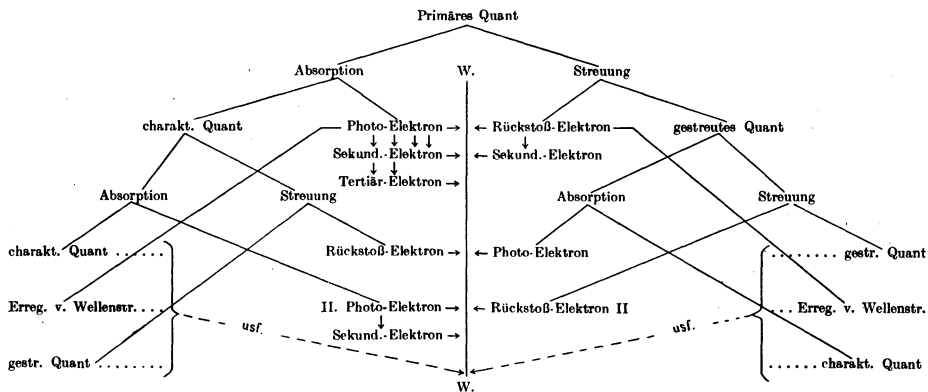 Primäres Quant
Absorption W. Streuung
charakt. Quant Photo-Elektron Rückstoß-Elektron gestreutes Quant
Sekund.-Elektron Sekund.-Elektron
Tertiär-Elektron
Absorption Streuung Absorption Streuung
charakt. Quant ...... Rückstoß-Elektron Photo-Elektron ....... gestr. Quant
Erreg. v. Wellenstr. ... II. Photo-Elektron Rückstoß-Elektron II .... Erreg. v. Wellenstr.
usf. Sekund.-Elektron usf.
gestr. Quant ....... ...... charakt. Quant
W.